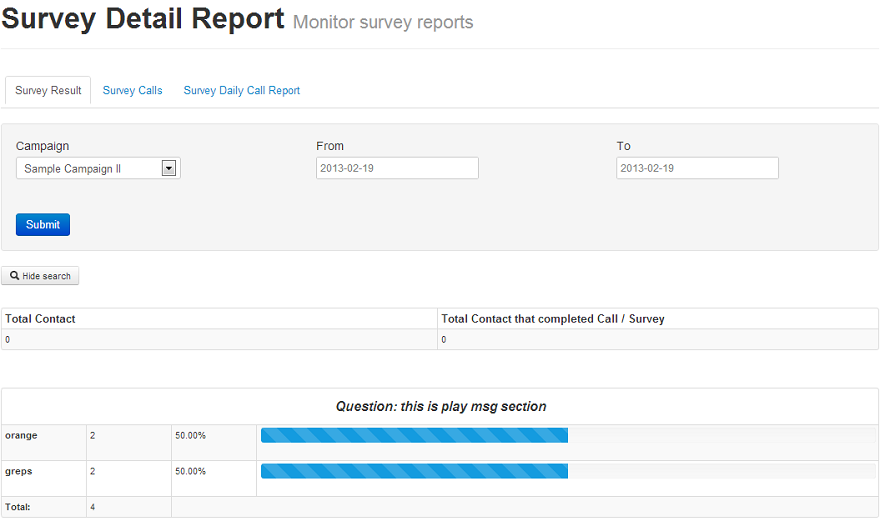 Survey Detail Report Monitor survey reports
Survey Result Survey Calls Survey Daily Call Report
Campaign From To
Sample Campaign II 2013-02-19 2013-02-19
Submit
Hide search
Total Contact Total Contact that completed Call / Survey
0 0
Question: this is play msg section
orange 2 50.00%
greps 2 50.00%
Total: 4